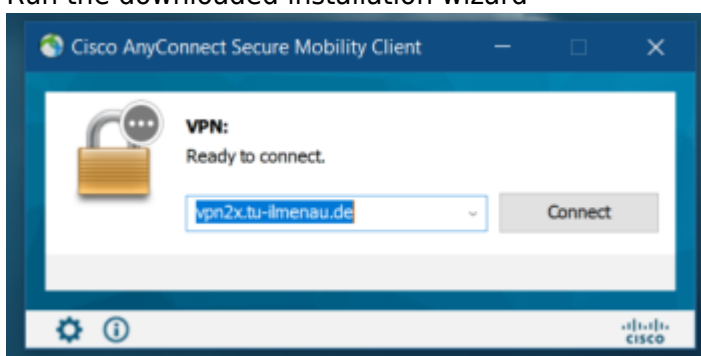 Run the downloaded installation wizard
Cisco AnyConnect Secure Mobility Client
VPN:
Ready to connect.
vpn2x.tu-ilmenau.de
Connect
CISCO